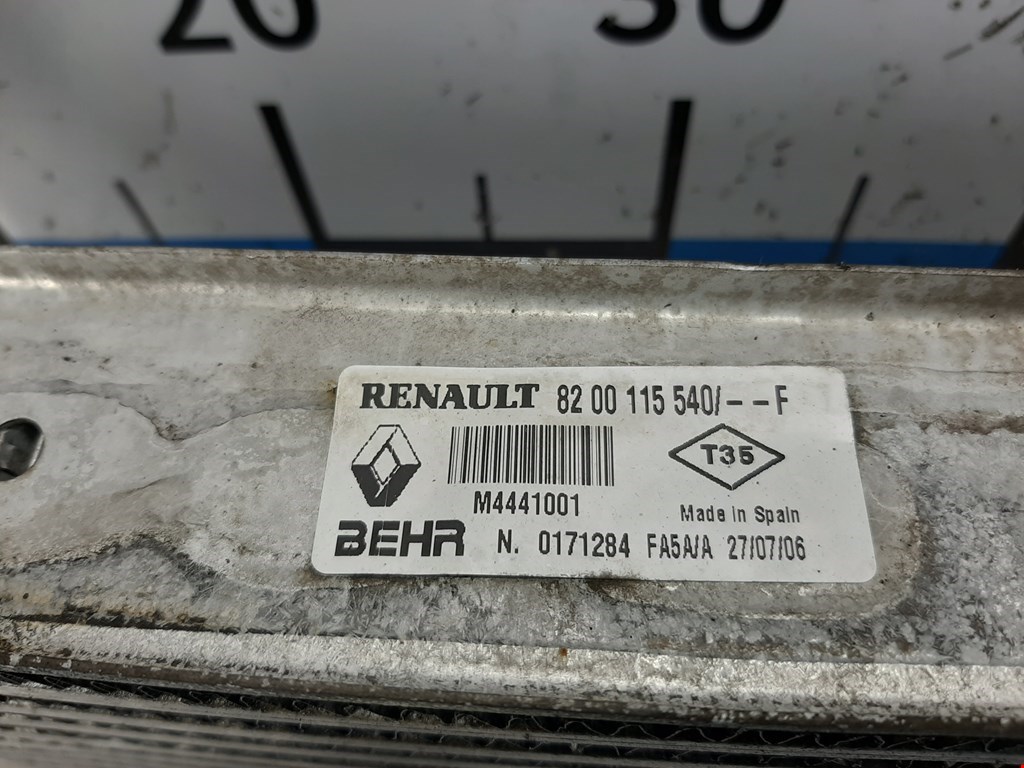 20 30
RENAULT 82 00 115 540/--F
T35
M4441001
Made in Spain
BEHR N. 0171284 FA5A/A 27/07/06